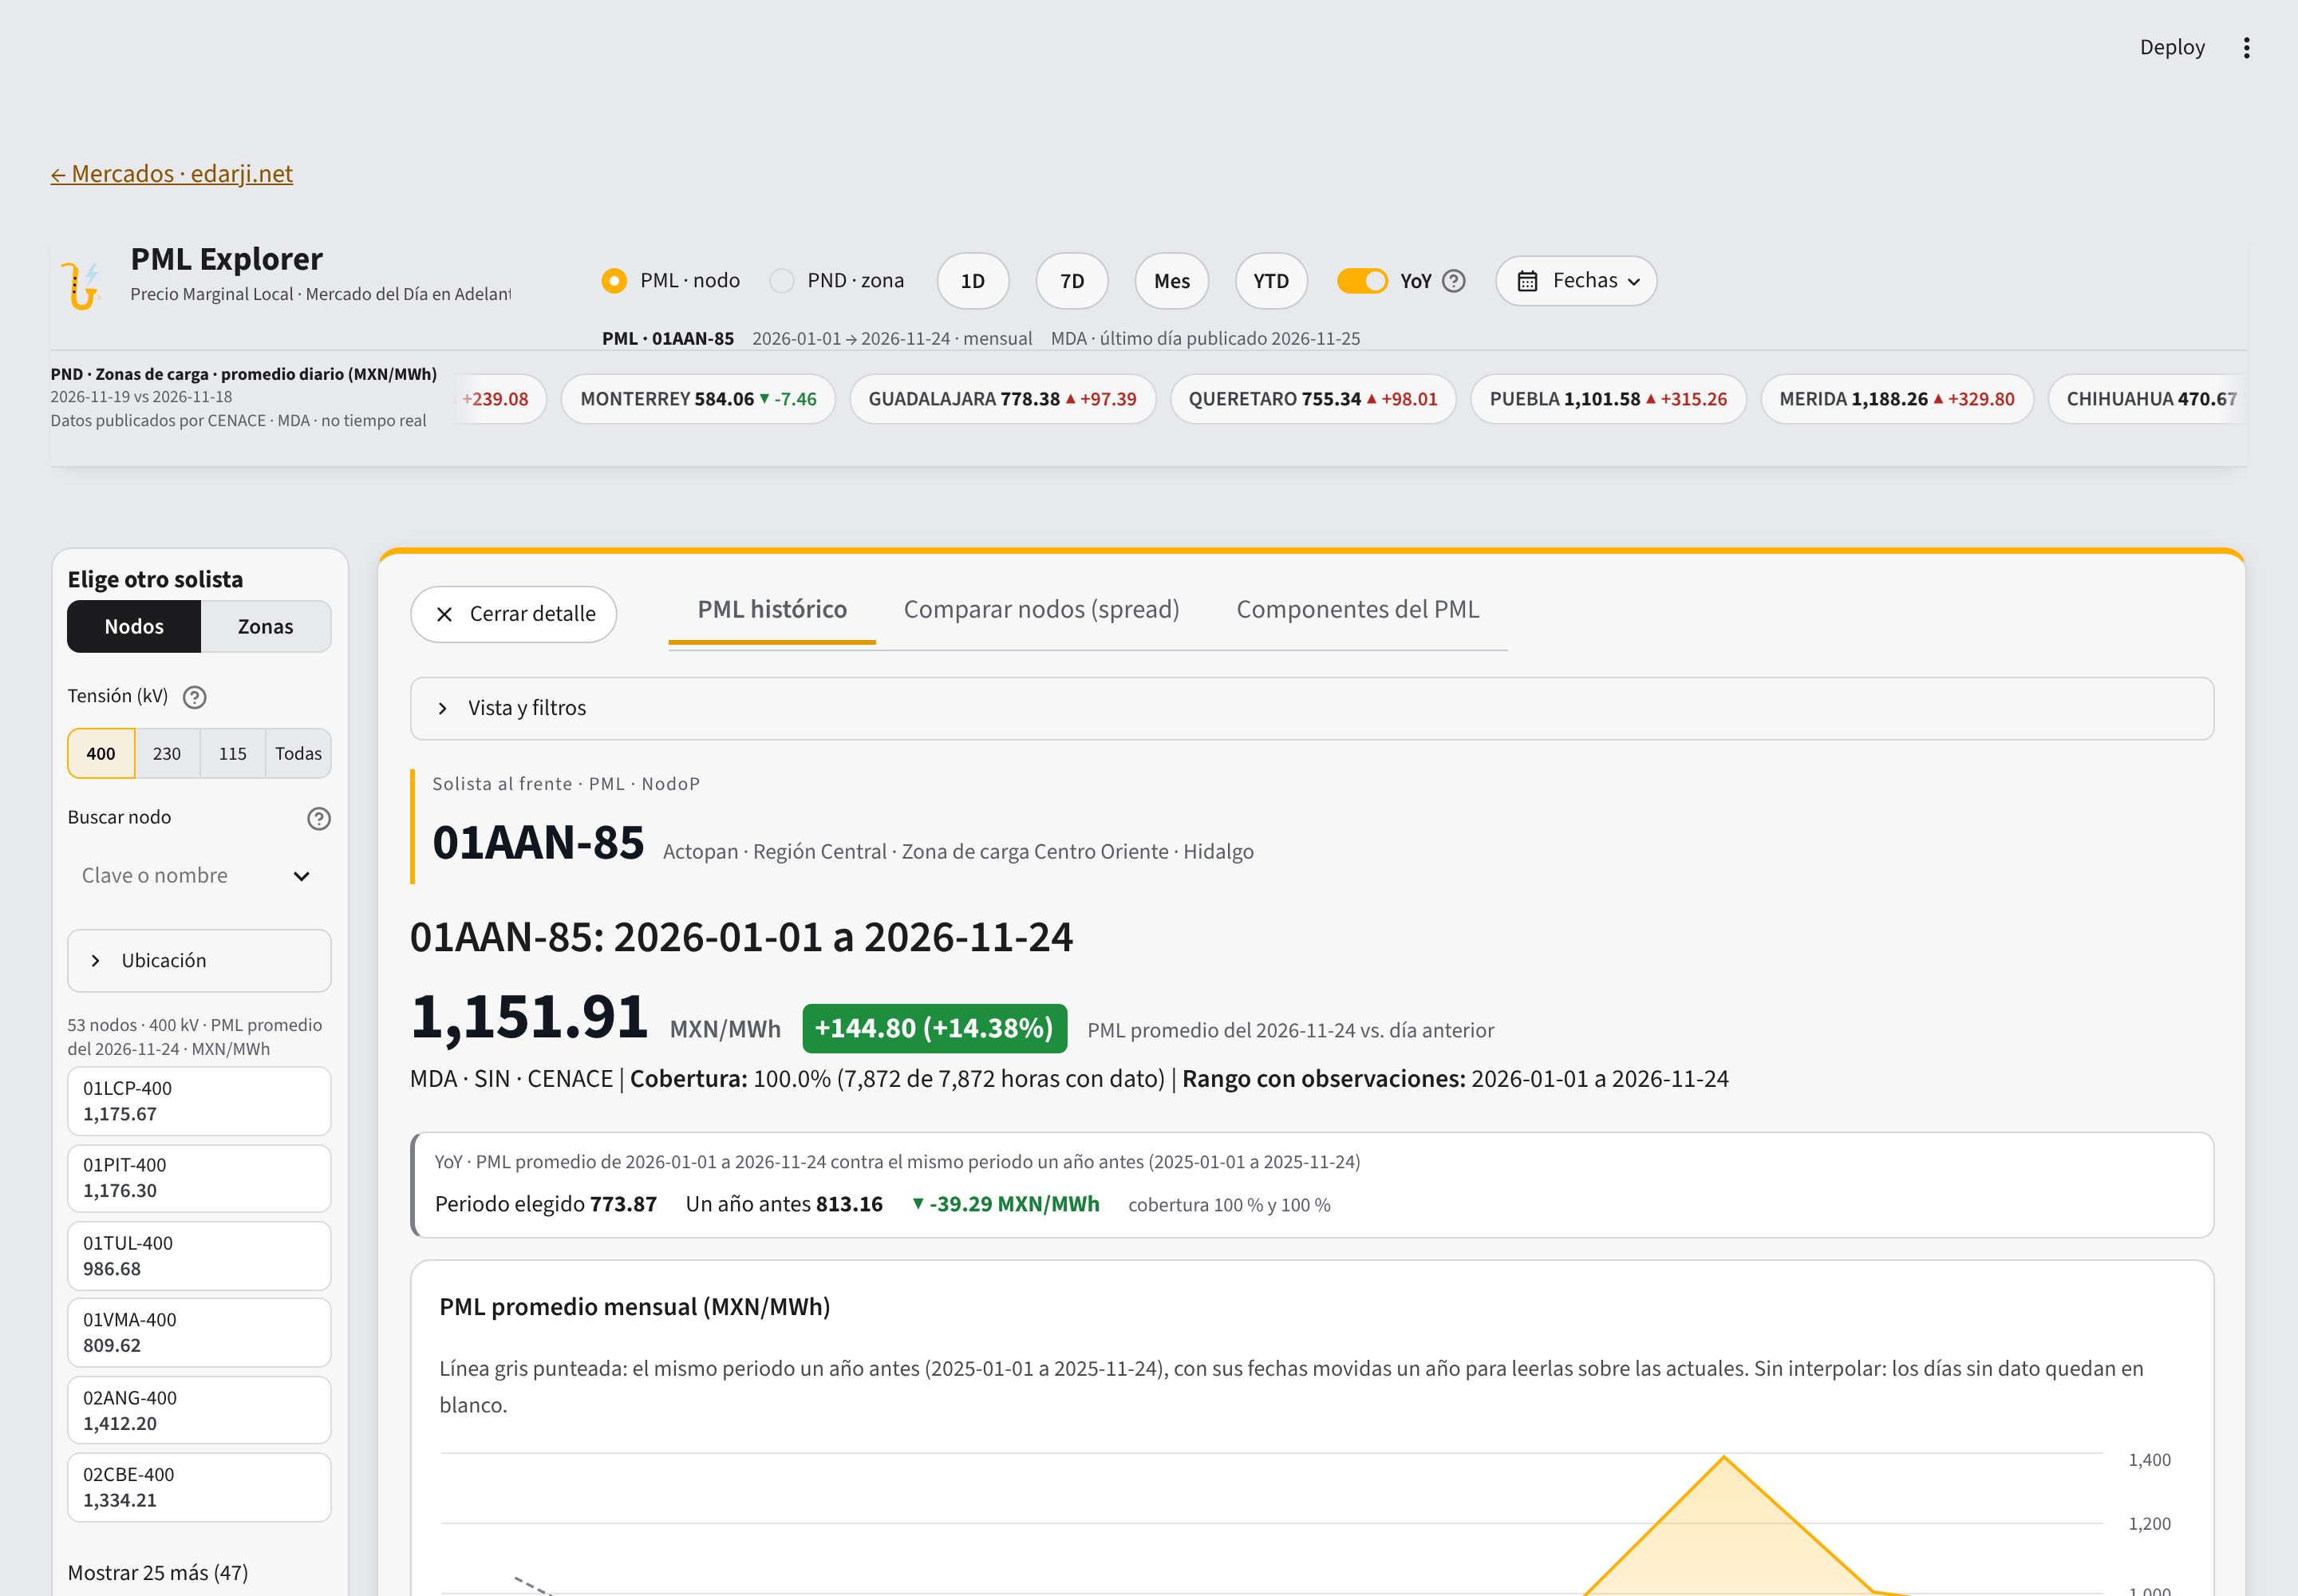 Deploy
← Mercados · edarji.net
PML Explorer
Precio Marginal Local · Mercado del Día en
PML · nodo
PND · zona
1D
7D
Mes
YTD
YoY
Fechas
PML · 01AAN-85 2026-01-01 → 2026-11-24 · mensual MDA · último día publicado 2026-11-25
PND · Zonas de carga · promedio diario (MXN/MWh)
2026-11-19 vs 2026-11-18
Datos publicados por CENACE · MDA · no tiempo real
+239.08
MONTERREY 584.06 ▼ -7.46
GUADALAJARA 778.38 ▲ +97.39
QUERETARO 755.34 ▲ +98.01
PUEBLA 1,101.58 ▲ +315.26
MERIDA 1,188.26 ▲ +329.80
CHIHUAHUA 470.67
Elige otro solista
Nodos
Zonas
Tensión (kV)
400
230
115
Todas
Buscar nodo
Clave o nombre
Ubicación
53 nodos · 400 kV · PML promedio
del 2026-11-24 · MXN/MWh
01LCP-400
1,175.67
01PIT-400
1,176.30
01TUL-400
986.68
01VMA-400
809.62
02ANG-400
1,412.20
02CBE-400
1,334.21
Mostrar 25 más (47)
Cerrar detalle
PML histórico
Comparar nodos (spread)
Componentes del PML
Vista y filtros
Solista al frente · PML · NodoP
01AAN-85 Actopan · Región Central · Zona de carga Centro Oriente · Hidalgo
01AAN-85: 2026-01-01 a 2026-11-24
1,151.91 MXN/MWh +144.80 (+14.38%) PML promedio del 2026-11-24 vs. día anterior
MDA · SIN · CENACE | Cobertura: 100.0% (7,872 de 7,872 horas con dato) | Rango con observaciones: 2026-01-01 a 2026-11-24
YoY · PML promedio de 2026-01-01 a 2026-11-24 contra el mismo periodo un año antes (2025-01-01 a 2025-11-24)
Periodo elegido 773.87 Un año antes 813.16 ▼ -39.29 MXN/MWh cobertura 100 % y 100 %
PML promedio mensual (MXN/MWh)
Línea gris punteada: el mismo periodo un año antes (2025-01-01 a 2025-11-24), con sus fechas movidas un año para leerlas sobre las actuales. Sin interpolar: los días sin dato quedan en
blanco.
1,400
1,200
1,000